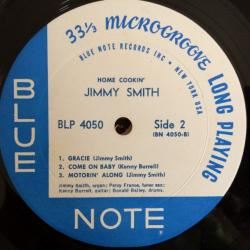 33⅓ MICROGROOVE LONG PLAYING
BLUE NOTE RECORDS INC • NEW YORK USA
HOME COOKIN'
JIMMY SMITH
BLP 4050
Side 2
(BN 4050-B)
1. GRACIE (Jimmy Smith)
2. COME ON BABY (Kenny Burrell)
3. MOTORIN' ALONG (Jimmy Smith)
Jimmy Smith, organ; Percy France, tenor sax;
Kenny Burrell, guitar; Donald Bailey, drums.
BLUE
NOTE